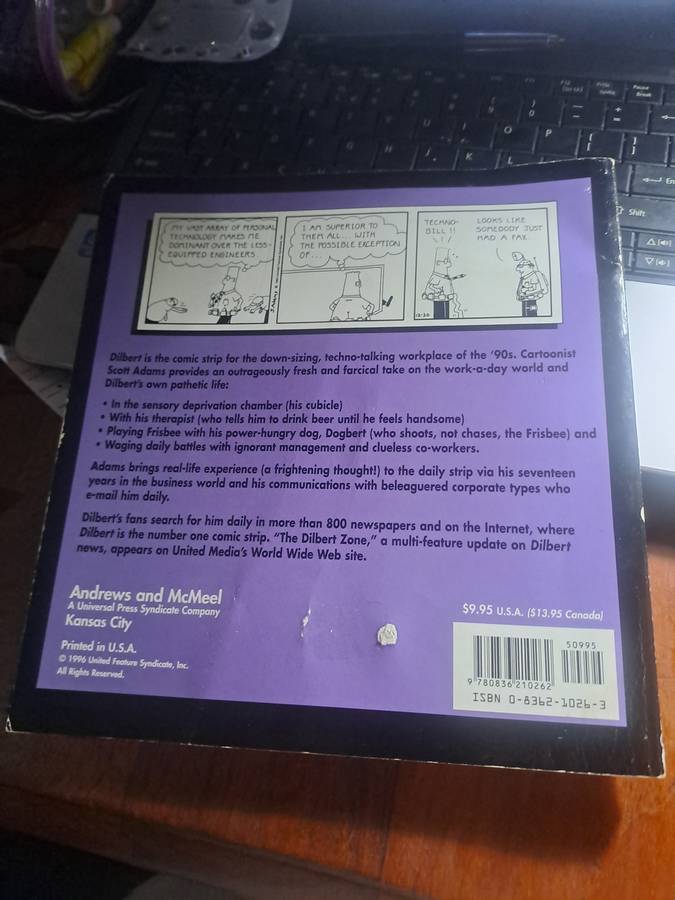 MY VAST ARRAY OF PERSONAL
TECHNOLOGY MAKES ME
DOMINANT OVER THE LESS-
EQUIPPED ENGINEERS.
I AM SUPERIOR TO
THEM ALL... WITH
THE POSSIBLE EXCEPTION
OF...
TECHNO-
BILL !!
LOOKS LIKE
SOMEBODY JUST
HAD A FAX.
12-20
Dilbert is the comic strip for the down-sizing, techno-talking workplace of the '90s. Cartoonist
Scott Adams provides an outrageously fresh and farcical take on the work-a-day world and
Dilbert's own pathetic life:
• In the sensory deprivation chamber (his cubicle)
• With his therapist (who tells him to drink beer until he feels handsome)
• Playing Frisbee with his power-hungry dog, Dogbert (who shoots, not chases, the Frisbee) and
• Waging daily battles with ignorant management and clueless co-workers.
Adams brings real-life experience (a frightening thought!) to the daily strip via his seventeen
years in the business world and his communications with beleaguered corporate types who
e-mail him daily.
Dilbert's fans search for him daily in more than 800 newspapers and on the Internet, where
Dilbert is the number one comic strip. "The Dilbert Zone," a multi-feature update on Dilbert
news, appears on United Media's World Wide Web site.
Andrews and McMeel
A Universal Press Syndicate Company
Kansas City
Printed in U.S.A.
© 1996 United Feature Syndicate, Inc.
All Rights Reserved.
$9.95 U.S.A. ($13.95 Canada)
50995
9 780836 210262
ISBN 0-8362-1026-3
Pause
Break
O
P
K
L
Shift